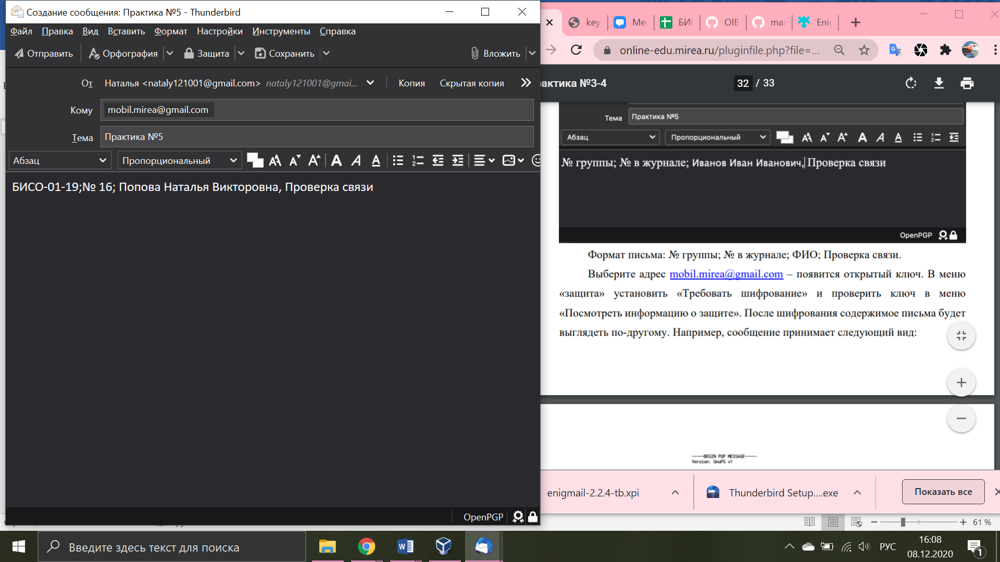 Создание сообщения: Практика №5 - Thunderbird
Файл Правка Вид Вставить Формат Настройки Инструменты Справка
Отправить Орфография Защита Сохранить Вложить
От Наталья <nataly121001@gmail.com> nataly121001@gmai... Копия Скрытая копия
Кому mobil.mirea@gmail.com
Тема Практика №5
Абзац Пропорциональный
БИСО-01-19;№ 16; Попова Наталья Викторовна, Проверка связи
OpenPGP
key Me БИС OIB mar Enig
online-edu.mirea.ru/pluginfile.php?file=...
рактика №3-4 32 / 33
Тема Практика №5
Абзац Пропорциональный
№ группы; № в журнале; Иванов Иван Иванович, Проверка связи
OpenPGP
Формат письма: № группы; № в журнале; ФИО; Проверка связи.
Выберите адрес mobil.mirea@gmail.com – появится открытый ключ. В меню
«защита» установить «Требовать шифрование» и проверить ключ в меню
«Посмотреть информацию о защите». После шифрования содержимое письма будет
выглядеть по-другому. Например, сообщение принимает следующий вид:
-----BEGIN PGP MESSAGE-----
Version: GnuPG v1
enigmail-2.2.4-tb.xpi Thunderbird Setup....exe Показать все
61 %
Введите здесь текст для поиска
РУС
16:08
08.12.2020
1